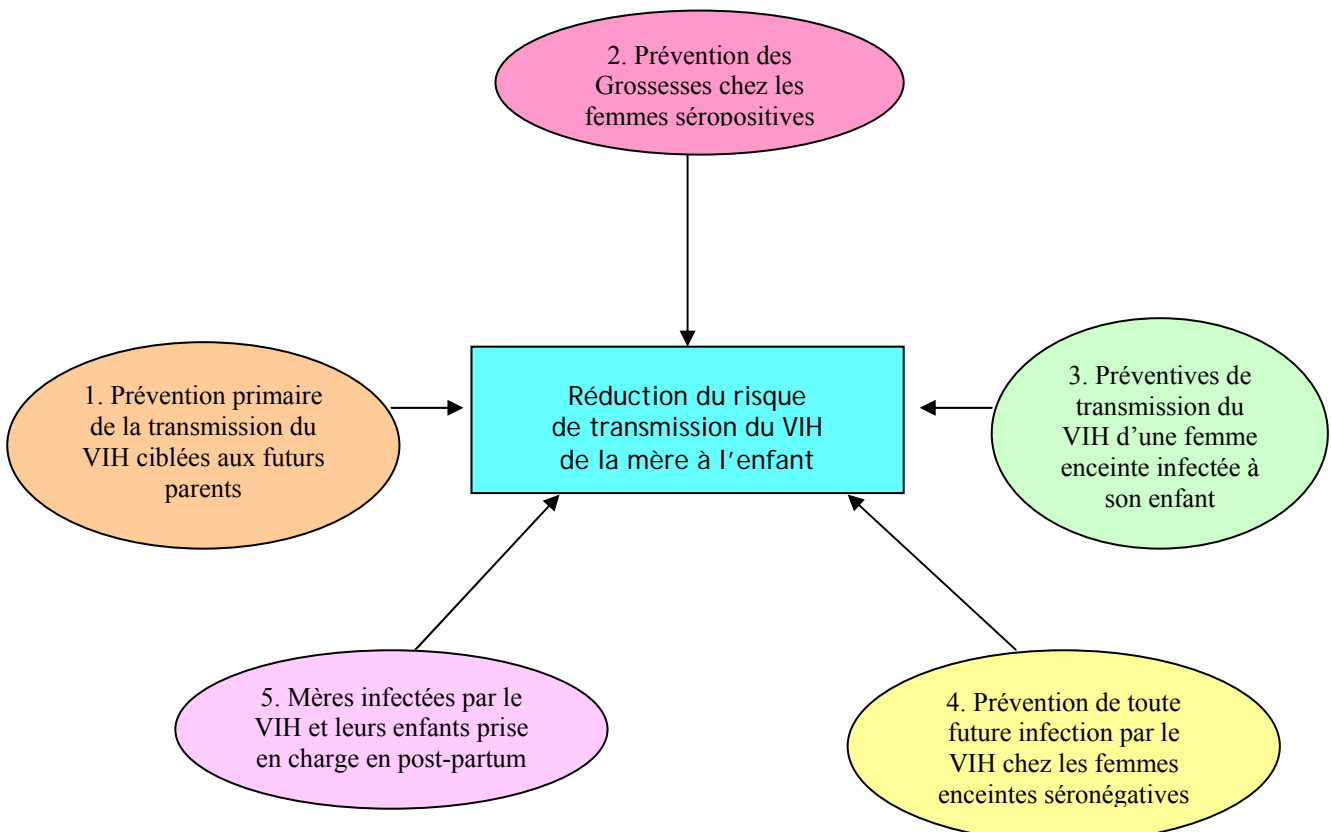 2. Prévention des
Grossesses chez les
femmes séropositives
1. Prévention primaire
de la transmission du
VIH ciblées aux futurs
parents
Réduction du risque
de transmission du VIH
de la mère à l’enfant
3. Préventives de
transmission du
VIH d’une femme
enceinte infectée à
son enfant
5. Mères infectées par le
VIH et leurs enfants prise
en charge en post-partum
4. Prévention de toute
future infection par le
VIH chez les femmes
enceintes séronégatives